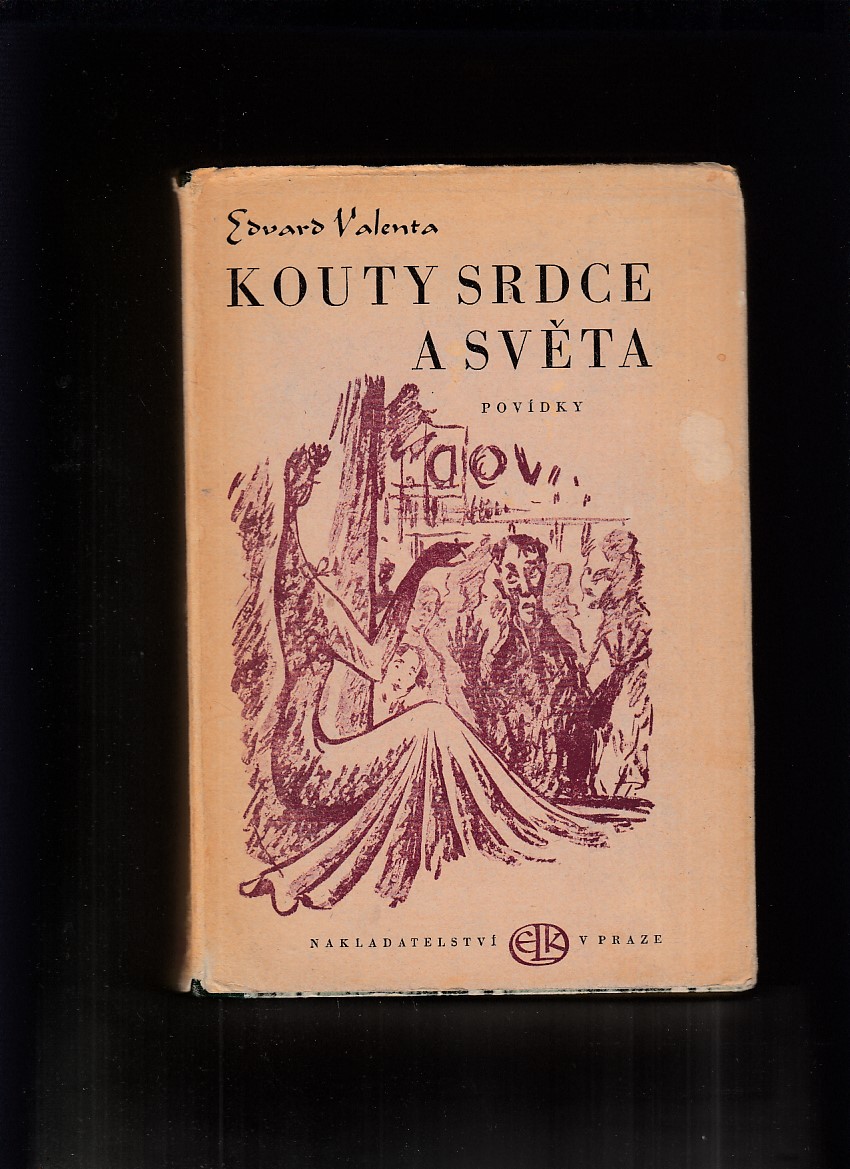 Edvard Valenta
KOUTY SRDCE
A SVĚTA
POVÍDKY
NAKLADATELSTVÍ ELK V PRAZE